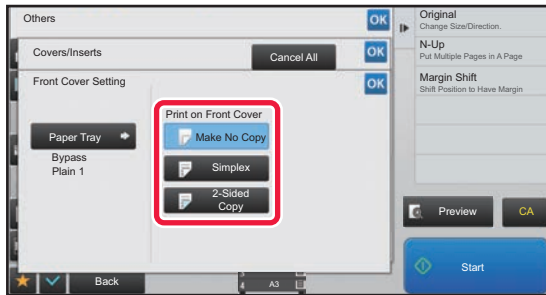 Others
OK
Covers/Inserts
Cancel All
OK
Front Cover Setting
OK
Print on Front Cover
Paper Tray
Bypass
Plain 1
Make No Copy
Simplex
2-Sided
Copy
Back
4
A3
Original
Change Size/Direction.
N-Up
Put Multiple Pages in A Page
Margin Shift
Shift Position to Have Margin
Preview
CA
Start